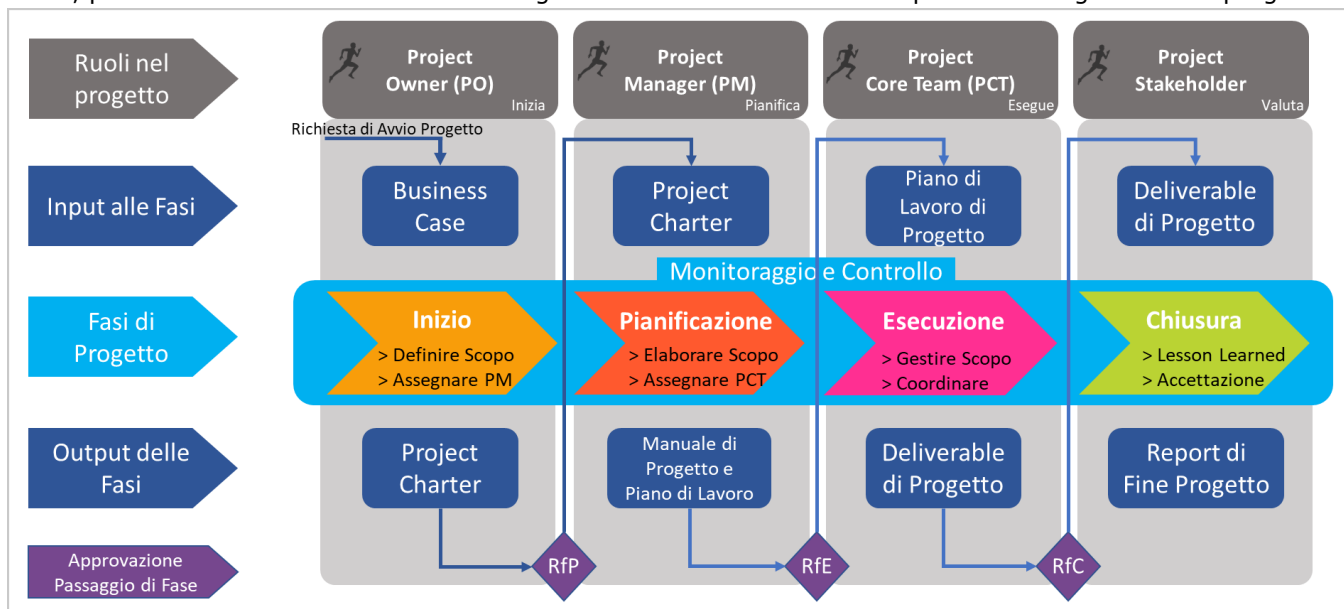 Ruoli nel
progetto
Project
Owner (PO)
Inizia
Project
Manager (PM)
Pianifica
Project
Core Team (PCT)
Esegue
Project
Stakeholder
Valuta
Richiesta di Avvio Progetto
Input alle Fasi
Business
Case
Project
Charter
Piano di
Lavoro di
Progetto
Deliverable
di Progetto
Monitoraggio e Controllo
Fasi di
Progetto
Inizio
> Definire Scopo
> Assegnare PM
Pianificazione
> Elaborare Scopo
> Assegnare PCT
Esecuzione
> Gestire Scopo
> Coordinare
Chiusura
> Lesson Learned
> Accettazione
Output delle
Fasi
Project
Charter
Manuale di
Progetto e
Piano di Lavoro
Deliverable
di Progetto
Report di
Fine Progetto
Approvazione
Passaggio di Fase
RfP
RfE
RfC